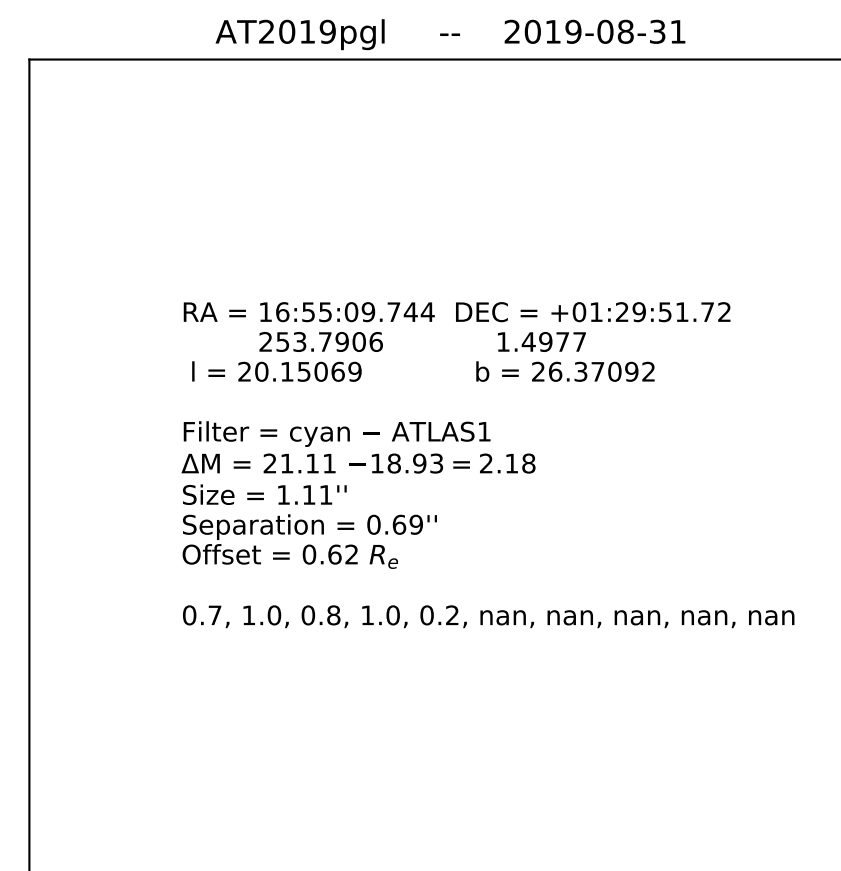 AT2019pgl -- 2019-08-31
RA = 16:55:09.744 DEC = +01:29:51.72
253.7906 1.4977
l = 20.15069 b = 26.37092
Filter = cyan − ATLAS1
ΔM = 21.11 −18.93 = 2.18
Size = 1.11''
Separation = 0.69''
Offset = 0.62 Rₑ
0.7, 1.0, 0.8, 1.0, 0.2, nan, nan, nan, nan, nan